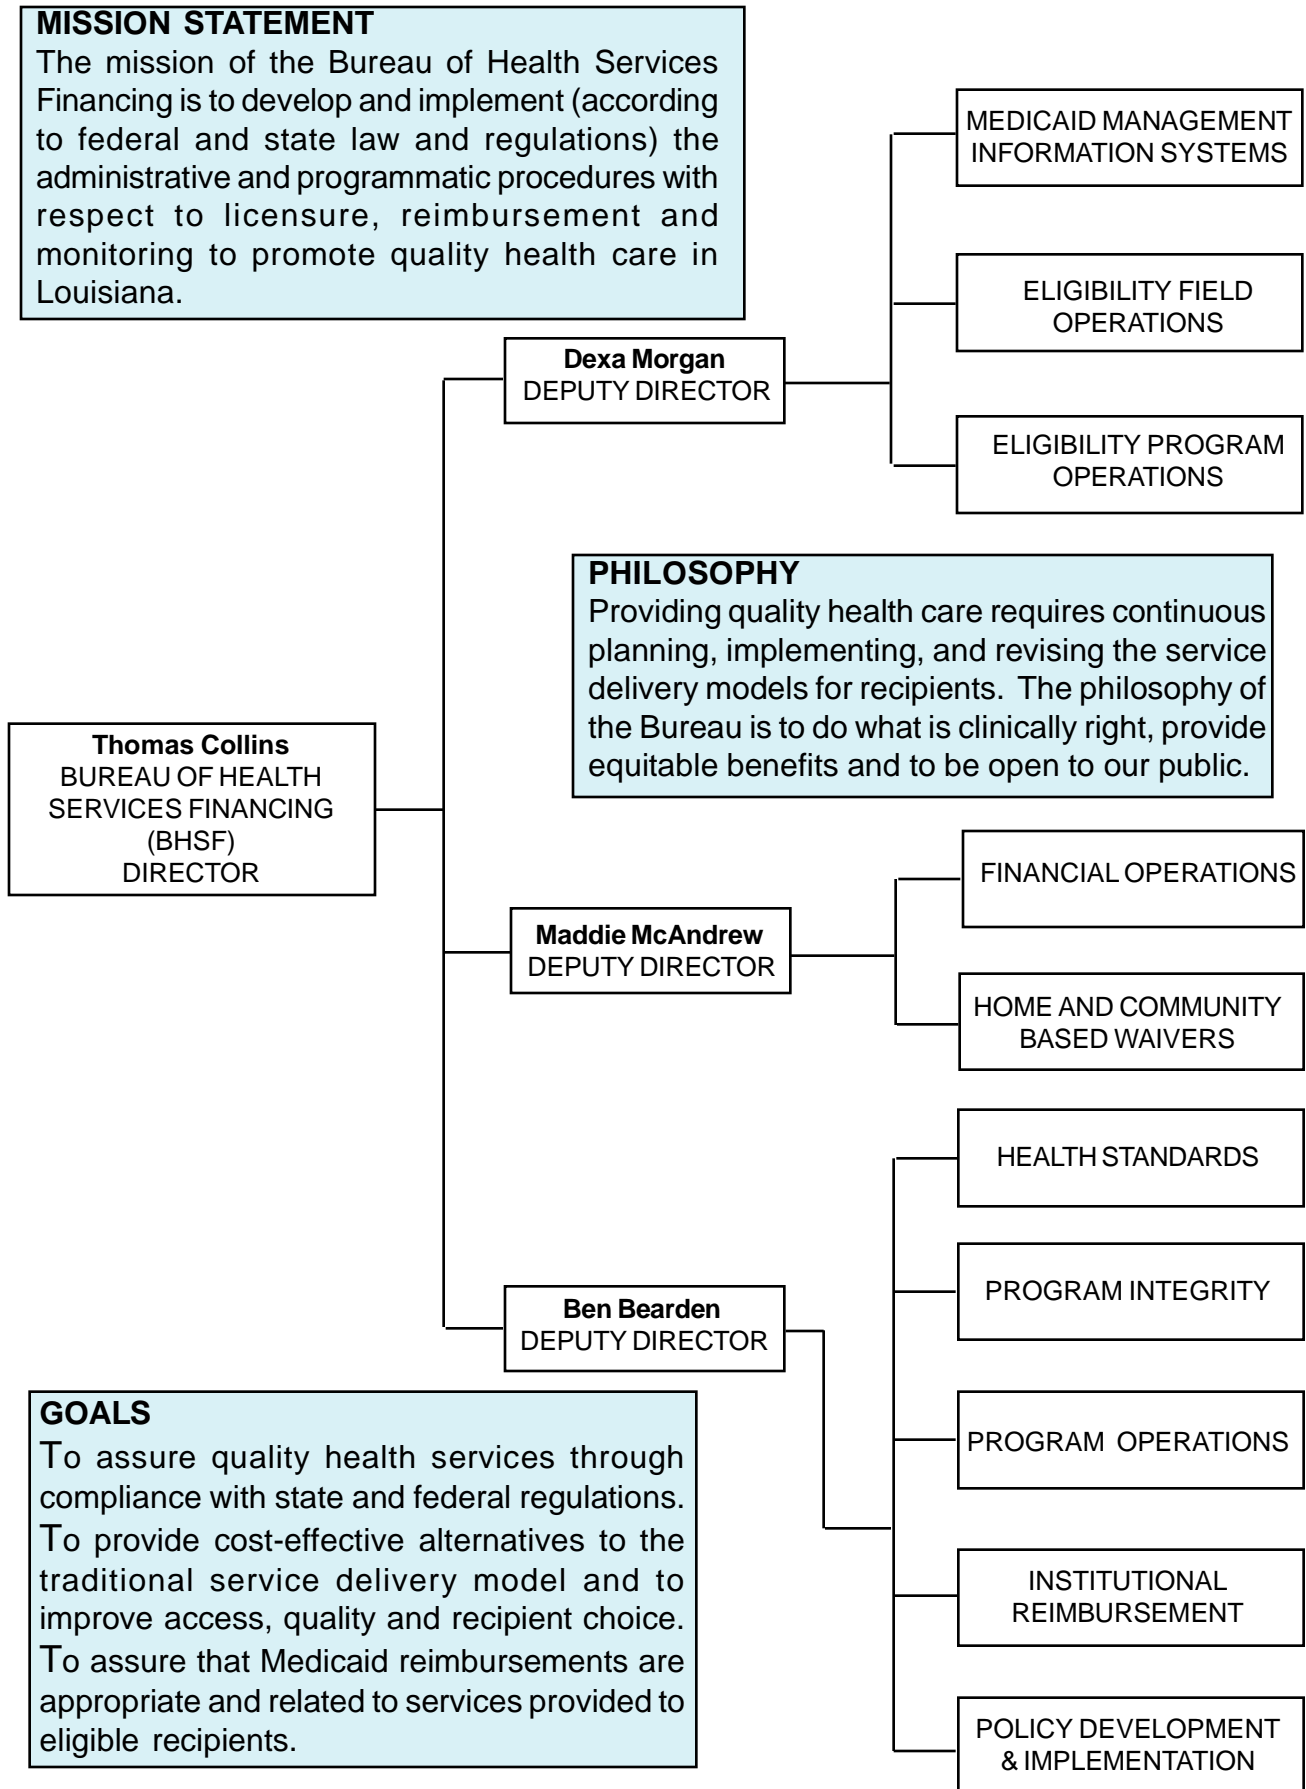 MISSION STATEMENT
The mission of the Bureau of Health Services
Financing is to develop and implement (according
to federal and state law and regulations) the
administrative and programmatic procedures with
respect to licensure, reimbursement and
monitoring to promote quality health care in
Louisiana.
MEDICAID MANAGEMENT
INFORMATION SYSTEMS
ELIGIBILITY FIELD
OPERATIONS
Dexa Morgan
DEPUTY DIRECTOR
ELIGIBILITY PROGRAM
OPERATIONS
PHILOSOPHY
Providing quality health care requires continuous
planning, implementing, and revising the service
delivery models for recipients. The philosophy of
the Bureau is to do what is clinically right, provide
equitable benefits and to be open to our public.
Thomas Collins
BUREAU OF HEALTH
SERVICES FINANCING
(BHSF)
DIRECTOR
FINANCIAL OPERATIONS
Maddie McAndrew
DEPUTY DIRECTOR
HOME AND COMMUNITY
BASED WAIVERS
HEALTH STANDARDS
PROGRAM INTEGRITY
Ben Bearden
DEPUTY DIRECTOR
PROGRAM OPERATIONS
INSTITUTIONAL
REIMBURSEMENT
POLICY DEVELOPMENT
& IMPLEMENTATION
GOALS
To assure quality health services through
compliance with state and federal regulations.
To provide cost-effective alternatives to the
traditional service delivery model and to
improve access, quality and recipient choice.
To assure that Medicaid reimbursements are
appropriate and related to services provided to
eligible recipients.